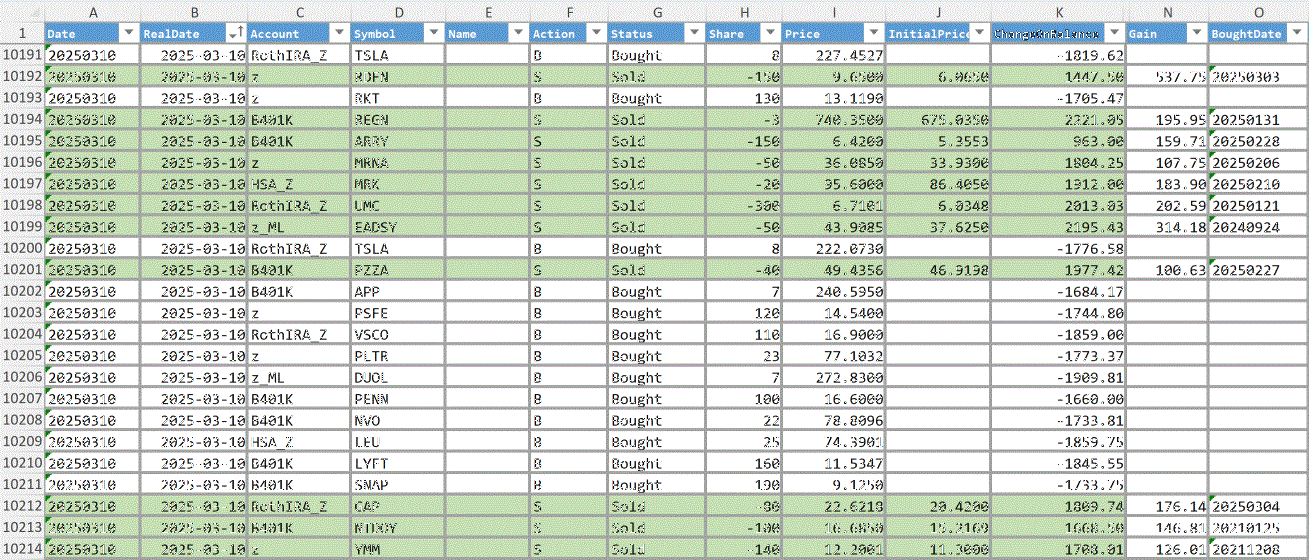 A B C D E F G H I J K N O
1 Date RealDate Account Symbol Name Action Status Share Price InitialPrice ChangeOnBalance Gain BoughtDate
10191 20250310 2025-03-10 RothIRA_Z TSLA B Bought 8 227.4527 -1819.62
10192 20250310 2025-03-10 z RDFN S Sold -150 9.6500 6.0650 1447.50 537.75 20250303
10193 20250310 2025-03-10 z RKT B Bought 130 13.1190 -1705.47
10194 20250310 2025-03-10 B401K REGN S Sold -3 740.3500 675.0350 2221.05 195.95 20250131
10195 20250310 2025-03-10 B401K ARRY S Sold -150 6.4200 5.3553 963.00 159.71 20250228
10196 20250310 2025-03-10 z MRNA S Sold -50 36.0850 33.9300 1804.25 107.75 20250206
10197 20250310 2025-03-10 HSA_Z MRK S Sold -20 95.6000 86.4050 1912.00 183.90 20250210
10198 20250310 2025-03-10 RothIRA_Z UMC S Sold -300 6.7101 6.0348 2013.03 202.59 20250121
10199 20250310 2025-03-10 z_ML EADSY S Sold -50 43.9085 37.6250 2195.43 314.18 20240924
10200 20250310 2025-03-10 RothIRA_Z TSLA B Bought 8 222.0730 -1776.58
10201 20250310 2025-03-10 B401K PZZA S Sold -40 49.4356 46.9198 1977.42 100.63 20250227
10202 20250310 2025-03-10 B401K APP B Bought 7 240.5950 -1684.17
10203 20250310 2025-03-10 z PSFE B Bought 120 14.5400 -1744.80
10204 20250310 2025-03-10 RothIRA_Z VSCO B Bought 110 16.9000 -1859.00
10205 20250310 2025-03-10 z PLTR B Bought 23 77.1032 -1773.37
10206 20250310 2025-03-10 z_ML DUOL B Bought 7 272.8300 -1909.81
10207 20250310 2025-03-10 B401K PENN B Bought 100 16.6000 -1660.00
10208 20250310 2025-03-10 B401K NVO B Bought 22 78.8096 -1733.81
10209 20250310 2025-03-10 HSA_Z LEU B Bought 25 74.3901 -1859.75
10210 20250310 2025-03-10 B401K LYFT B Bought 160 11.5347 -1845.55
10211 20250310 2025-03-10 B401K SNAP B Bought 190 9.1250 -1733.75
10212 20250310 2025-03-10 RothIRA_Z GAP S Sold -80 22.6218 20.4200 1809.74 176.14 20250304
10213 20250310 2025-03-10 B401K NTDOY S Sold -100 16.6850 15.2169 1668.50 146.81 20210125
10214 20250310 2025-03-10 z YMM S Sold -140 12.2001 11.3000 1708.01 126.01 20211208